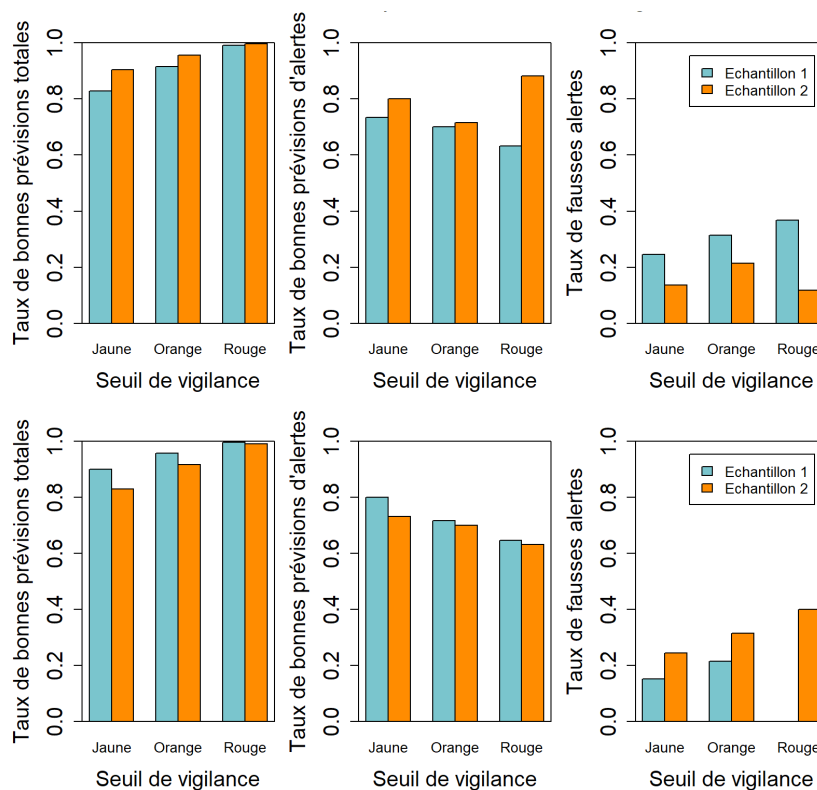 Taux de bonnes prévisions totales
0.0 0.2 0.4 0.6 0.8 1.0
Jaune Orange Rouge
Seuil de vigilance
Taux de bonnes prévisions d'alertes
0.0 0.2 0.4 0.6 0.8 1.0
Jaune Orange Rouge
Seuil de vigilance
Taux de fausses alertes
0.0 0.2 0.4 0.6 0.8 1.0
Echantillon 1
Echantillon 2
Jaune Orange Rouge
Seuil de vigilance
Taux de bonnes prévisions totales
0.0 0.2 0.4 0.6 0.8 1.0
Jaune Orange Rouge
Seuil de vigilance
Taux de bonnes prévisions d'alertes
0.0 0.2 0.4 0.6 0.8 1.0
Jaune Orange Rouge
Seuil de vigilance
Taux de fausses alertes
0.0 0.2 0.4 0.6 0.8 1.0
Echantillon 1
Echantillon 2
Jaune Orange Rouge
Seuil de vigilance